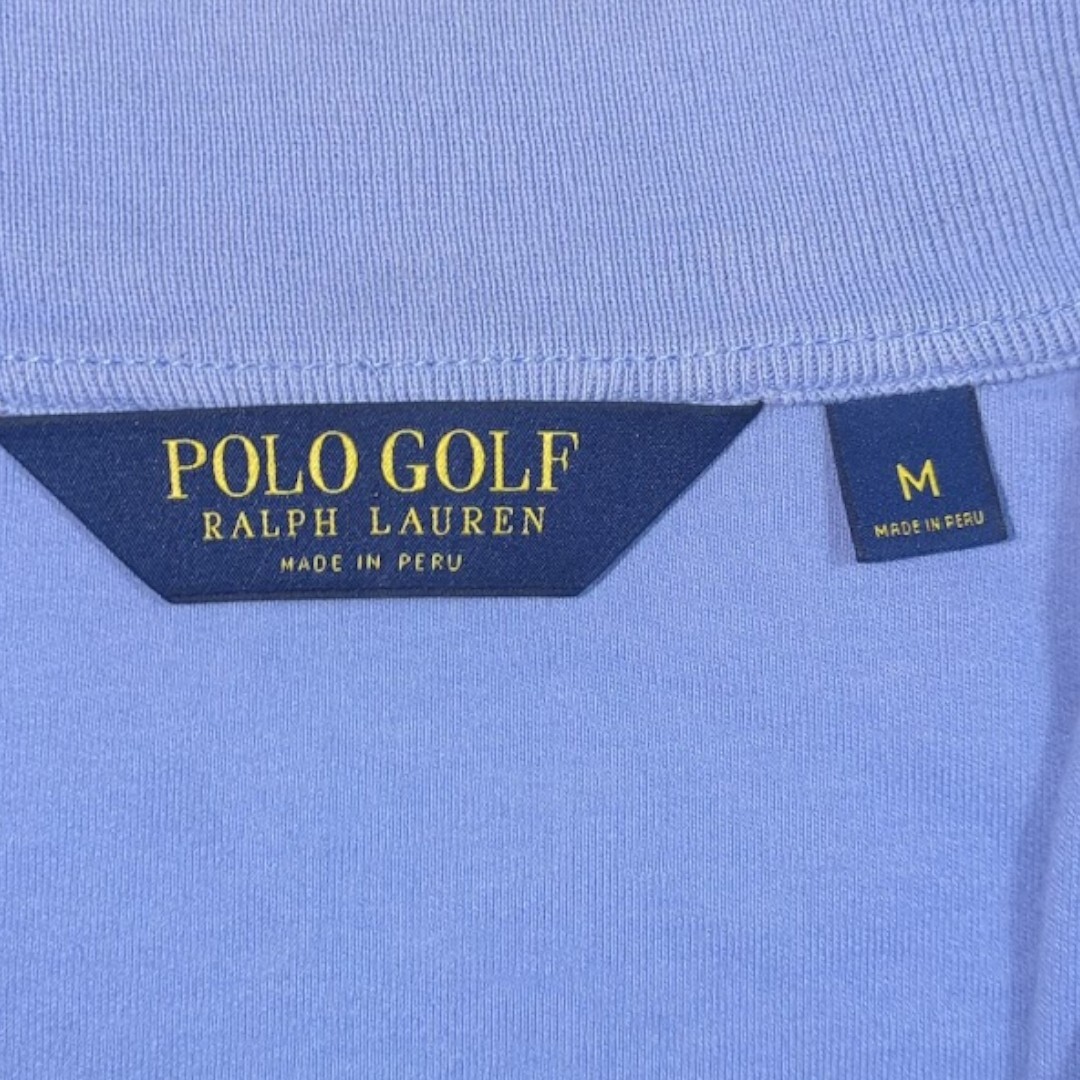 POLO GOLF
RALPH LAUREN
MADE IN PERU
M
MADE IN PERU